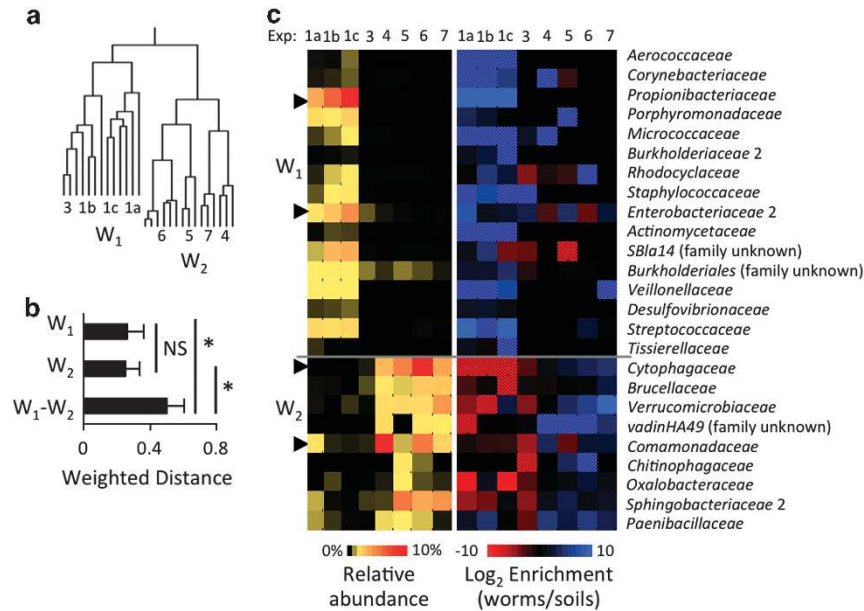 a
3 1b 1c 1a
W1
6 5 7 4
W2
b
W1
W2
W1-W2
NS
*
*
0 0.4 0.8
Weighted Distance
c
Exp: 1a 1b 1c 3 4 5 6 7 1a 1b 1c 3 4 5 6 7
W1
W2
Aerococcaceae
Corynebacteriaceae
Propionibacteriaceae
Porphyromonadaceae
Micrococcaceae
Burkholderiaceae 2
Rhodocyclaceae
Staphylococcaceae
Enterobacteriaceae 2
Actinomycetaceae
SBla14 (family unknown)
Burkholderiales (family unknown)
Veillonellaceae
Desulfovibrionaceae
Streptococcaceae
Tissierellaceae
Cytophagaceae
Brucellaceae
Verrucomicrobiaceae
vadinHA49 (family unknown)
Comamonadaceae
Chitinophagaceae
Oxalobacteraceae
Sphingobacteriaceae 2
Paenibacillaceae
0% 10%
Relative
abundance
-10 10
Log2 Enrichment
(worms/soils)